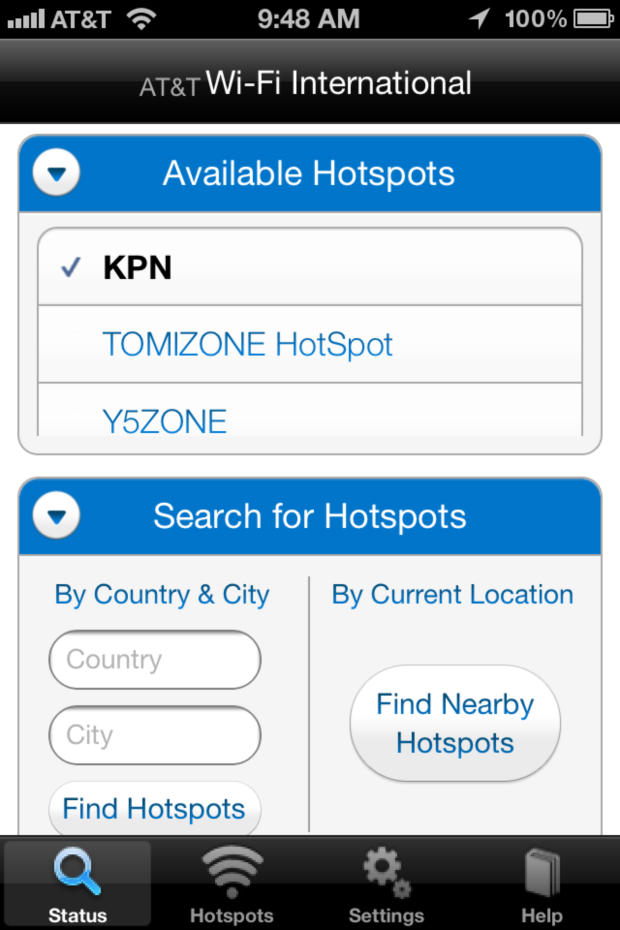 AT&T 9:48 AM 100%
AT&T Wi-Fi International
Available Hotspots
KPN
TOMIZONE HotSpot
Y5ZONE
Search for Hotspots
By Country & City
Country
City
Find Hotspots
By Current Location
Find Nearby
Hotspots
Status Hotspots Settings Help